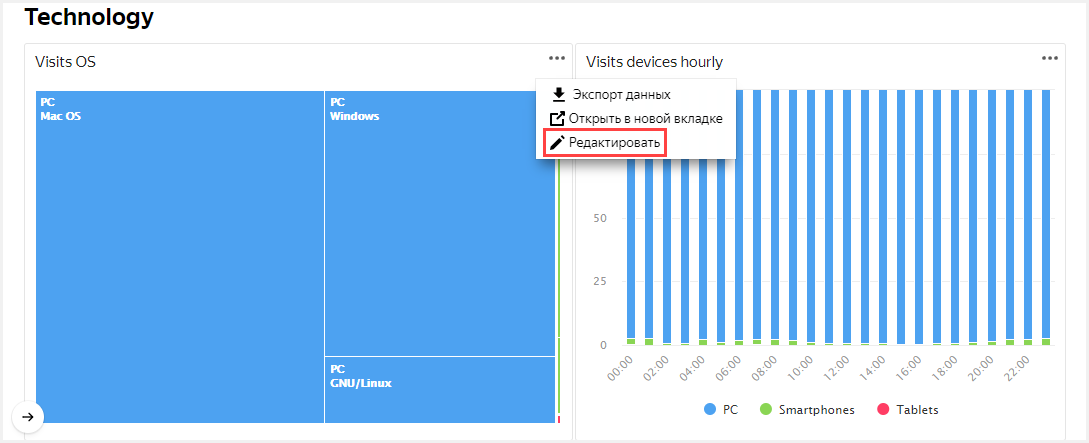 Technology
Visits OS
PC
Mac OS
PC
Windows
PC
GNU/Linux
Экспорт данных
Открыть в новой вкладке
Редактировать
Visits devices hourly
50
25
0
00:00
02:00
04:00
06:00
08:00
10:00
12:00
14:00
16:00
18:00
20:00
22:00
PC
Smartphones
Tablets